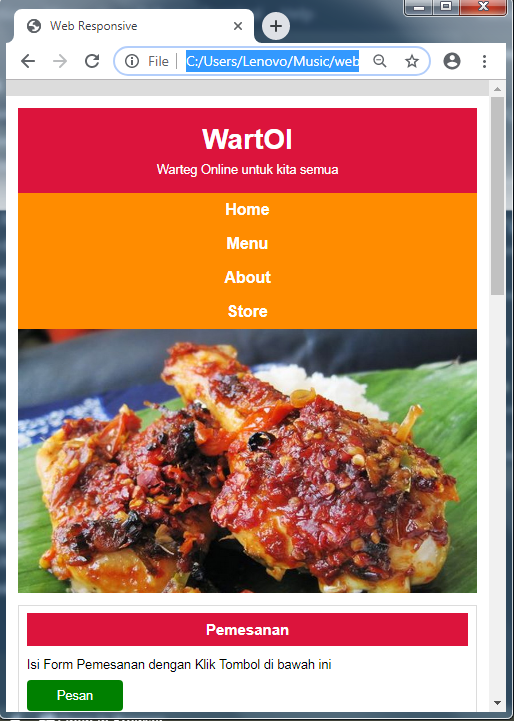 Web Responsive
File
C:/Users/Lenovo/Music/web
WartOl
Warteg Online untuk kita semua
Home
Menu
About
Store
Pemesanan
Isi Form Pemesanan dengan Klik Tombol di bawah ini
Pesan